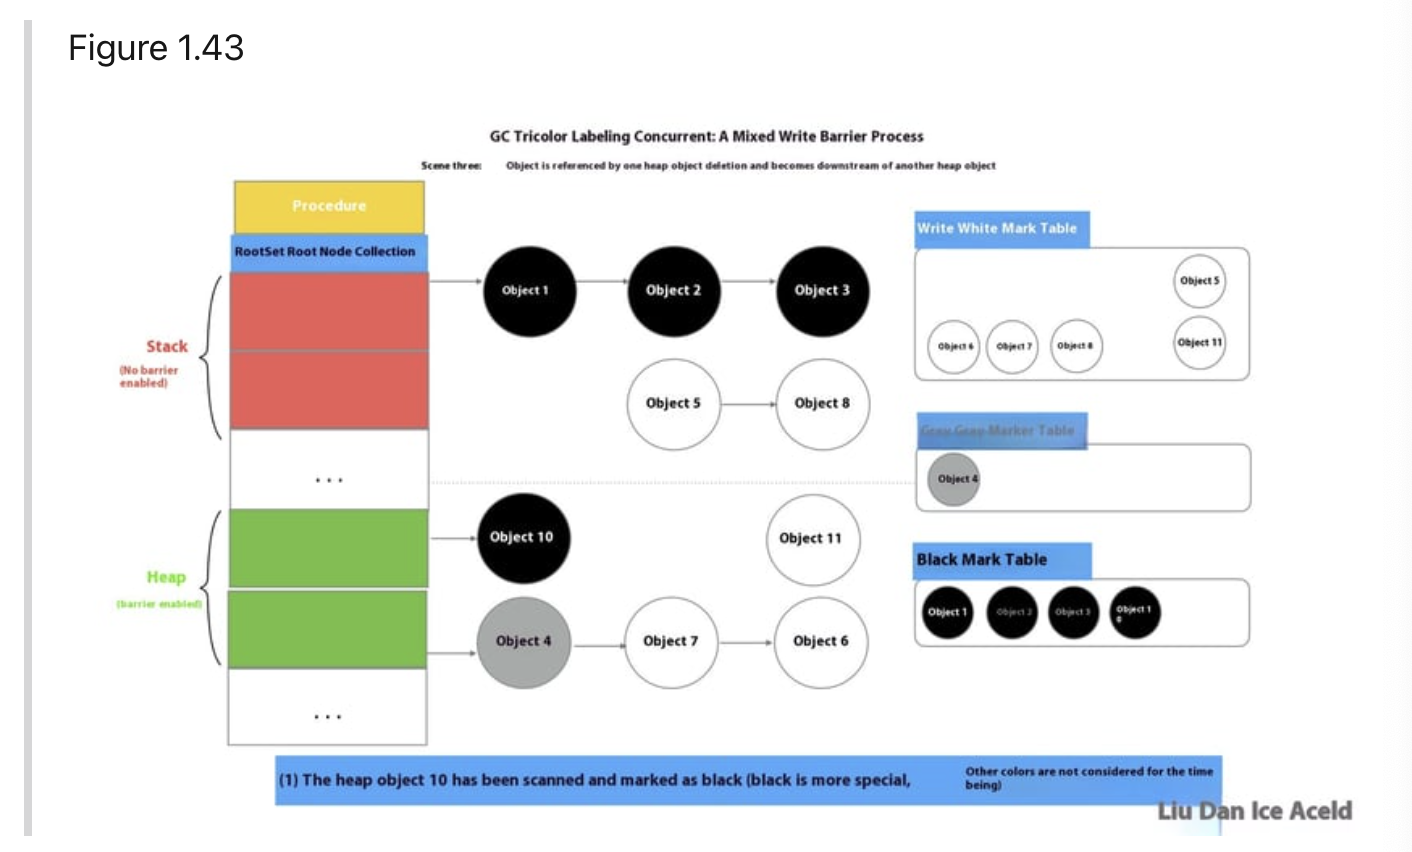 Figure 1.43
GC Tricolor Labeling Concurrent: A Mixed Write Barrier Process
Scene three: Object is referenced by one heap object deletion and becomes downstream of another heap object
Procedure
RootSet Root Node Collection
Stack
(No barrier
enabled)
...
Heap
(barrier enabled)
...
Object 1
Object 2
Object 3
Object 5
Object 8
Object 10
Object 11
Object 4
Object 7
Object 6
Write White Mark Table
Object 5
Object 6
Object 7
Object 8
Object 11
Gray Gray Marker Table
Object 4
Black Mark Table
Object 1
Object 2
Object 3
Object 1
0
(1) The heap object 10 has been scanned and marked as black (black is more special,
Other colors are not considered for the time
being)
Liu Dan Ice Aceld